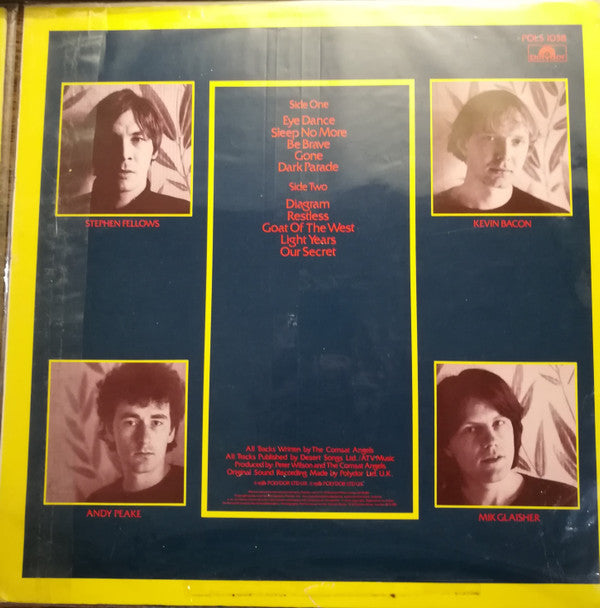 POLS 1038
polydor
Side One
Eye Dance
Sleep No More
Be Brave
Gone
Dark Parade
Side Two
Diagram
Restless
Goat Of The West
Light Years
Our Secret
STEPHEN FELLOWS
KEVIN BACON
ANDY PEAKE
MIK GLAISHER
All Tracks Written by The Comsat Angels
All Tracks Published by Desert Songs Ltd./ATV Music
Produced by Peter Wilson and The Comsat Angels
Original Sound Recording Made by Polydor Ltd. U.K.